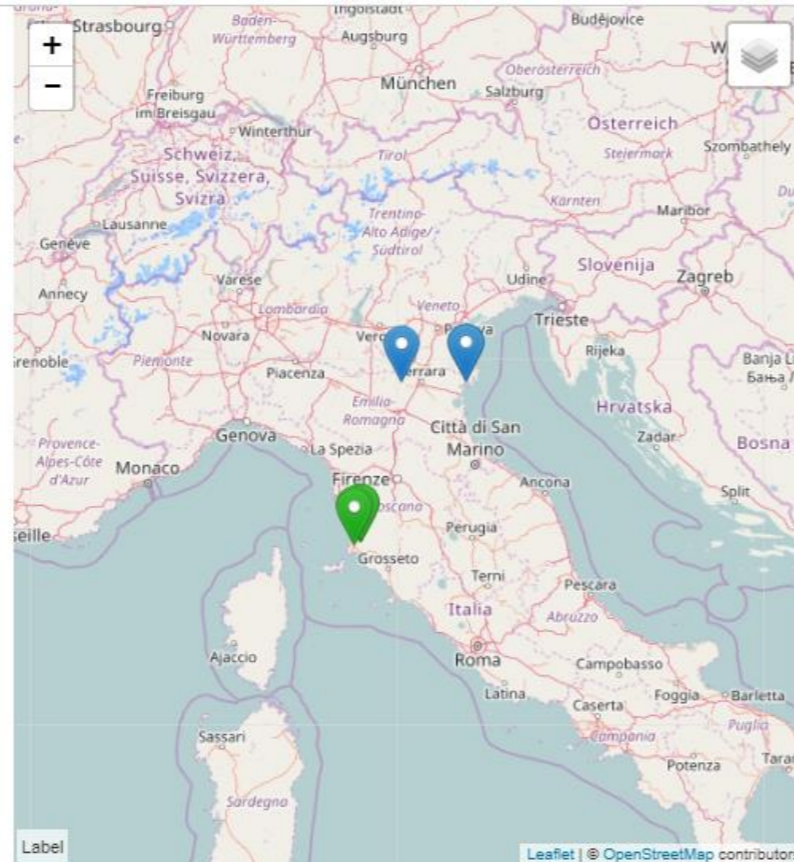 Ingolstadt
Budějovice
Strasbourg
Baden-
Württemberg
Augsburg
+
−
München
Oberösterreich
Salzburg
Freiburg
im Breisgau
Winterthur
Österreich
Steiermark
Szombathely
Schweiz,
Suisse, Svizzera,
Svizra
Tirol
Kärnten
Maribor
Lausanne
Trentino-
Alto Adige/
Südtirol
Genève
Udine
Slovenija
Zagreb
Annecy
Varese
Lombardia
Veneto
Trieste
Novara
Rijeka
Grenoble
Piemonte
Piacenza
Banja
Бања
Emilia-
Romagna
Hrvatska
Provence-
Alpes-Côte
d'Azur
Genova
La Spezia
Città di San
Marino
Zadar
Bosna
Monaco
Firenze
Ancona
Split
Toscana
seille
Perugia
Grosseto
Terni
Pescara
Italia
Abruzzo
Ajaccio
Roma
Campobasso
Latina
Foggia
Barletta
Caserta
Campania
Puglia
Sassari
Potenza
Sardegna
Label
Leaflet | © OpenStreetMap contributors